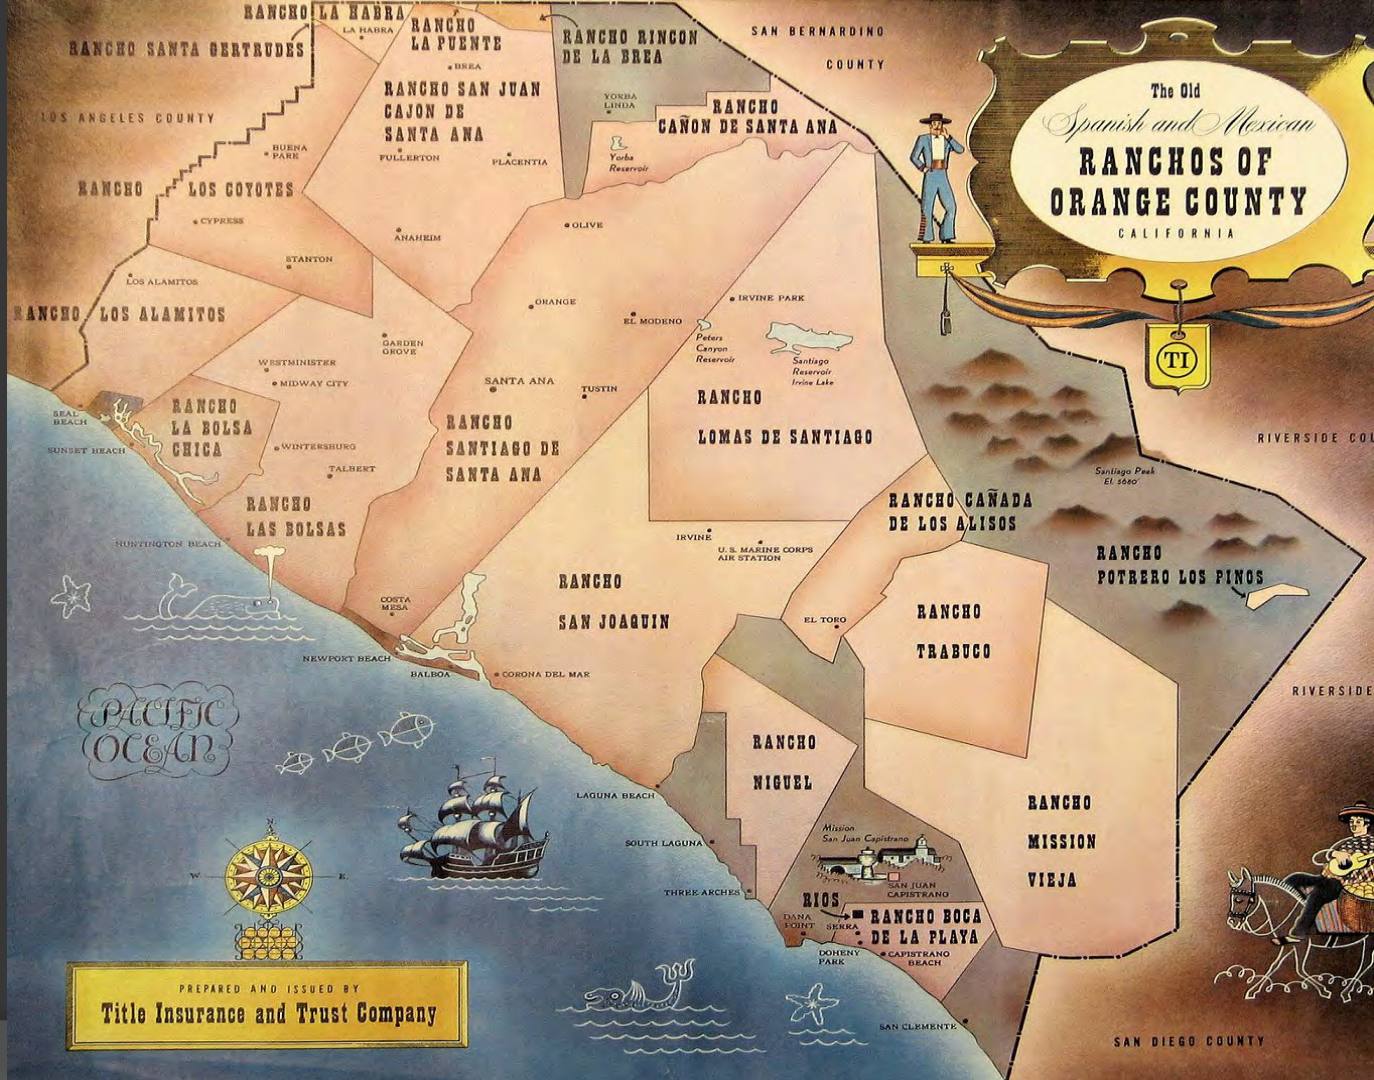 The Old
Spanish and Mexican
RANCHOS OF
ORANGE COUNTY
CALIFORNIA
TI
SAN BERNARDINO
COUNTY
RANCHO LA HABRA
LA HABRA
RANCHO SANTA GERTRUDES
RANCHO
LA PUENTE
BREA
RANCHO RINCON
DE LA BREA
RANCHO SAN JUAN
CAJON DE
SANTA ANA
YORBA
LINDA
RANCHO
CAÑON DE SANTA ANA
Yorba
Reservoir
LOS ANGELES COUNTY
BUENA
PARK
FULLERTON
PLACENTIA
RANCHO LOS COYOTES
CYPRESS
ANAHEIM
OLIVE
STANTON
LOS ALAMITOS
RANCHO LOS ALAMITOS
ORANGE
EL MODENO
IRVINE PARK
GARDEN
GROVE
Peters
Canyon
Reservoir
Santiago
Reservoir
Irvine Lake
WESTMINISTER
MIDWAY CITY
SANTA ANA
TUSTIN
RANCHO
LOMAS DE SANTIAGO
SEAL
BEACH
SUNSET BEACH
RANCHO
LA BOLSA
CHICA
WINTERSBURG
TALBERT
RANCHO
SANTIAGO DE
SANTA ANA
RIVERSIDE COU
Santiago Peak
El. 5680'
RANCHO
LAS BOLSAS
HUNTINGTON BEACH
RANCHO CAÑADA
DE LOS ALISOS
IRVINE
U.S. MARINE CORPS
AIR STATION
RANCHO
POTRERO LOS PINOS
RANCHO
SAN JOAQUIN
COSTA
MESA
EL TORO
RANCHO
TRABUCO
NEWPORT BEACH
BALBOA
CORONA DEL MAR
RIVERSIDE
PACIFIC
OCEAN
RANCHO
NIGUEL
LAGUNA BEACH
RANCHO
MISSION
VIEJA
SOUTH LAGUNA
Mission
San Juan Capistrano
THREE ARCHES
SAN JUAN
CAPISTRANO
RIOS
DANA
POINT
SERRA
RANCHO BOCA
DE LA PLAYA
DOHENY
PARK
CAPISTRANO
BEACH
SAN CLEMENTE
SAN DIEGO COUNTY
N
W
E
PREPARED AND ISSUED BY
Title Insurance and Trust Company